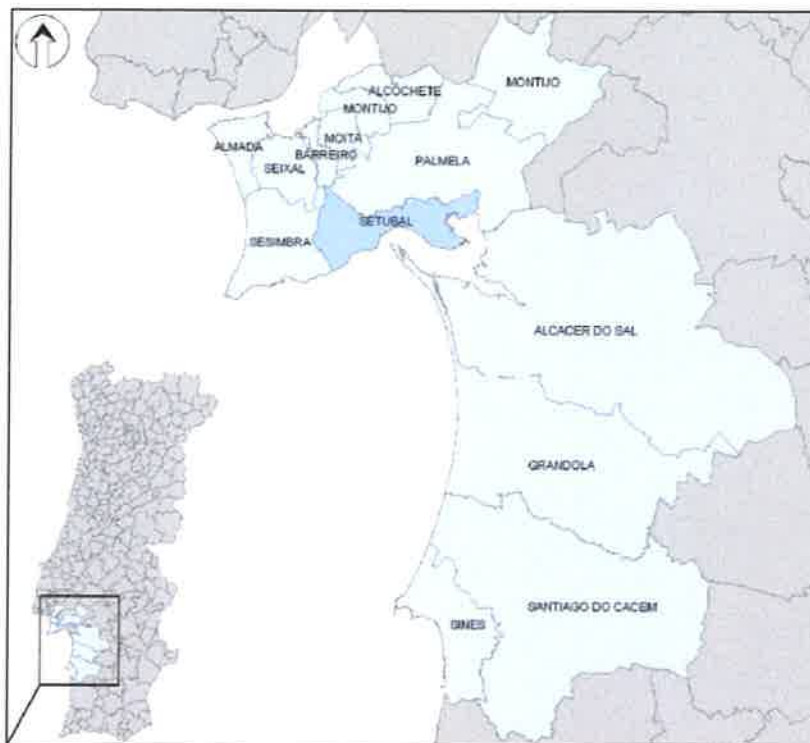 MONTIJO
ALCOCHETE
MONTIJO
MOITA
ALMADA
BARREIRO
SEIXAL
PALMELA
SETUBAL
SESIMBRA
ALCACER DO SAL
GRANDOLA
SANTIAGO DO CACEM
SINES